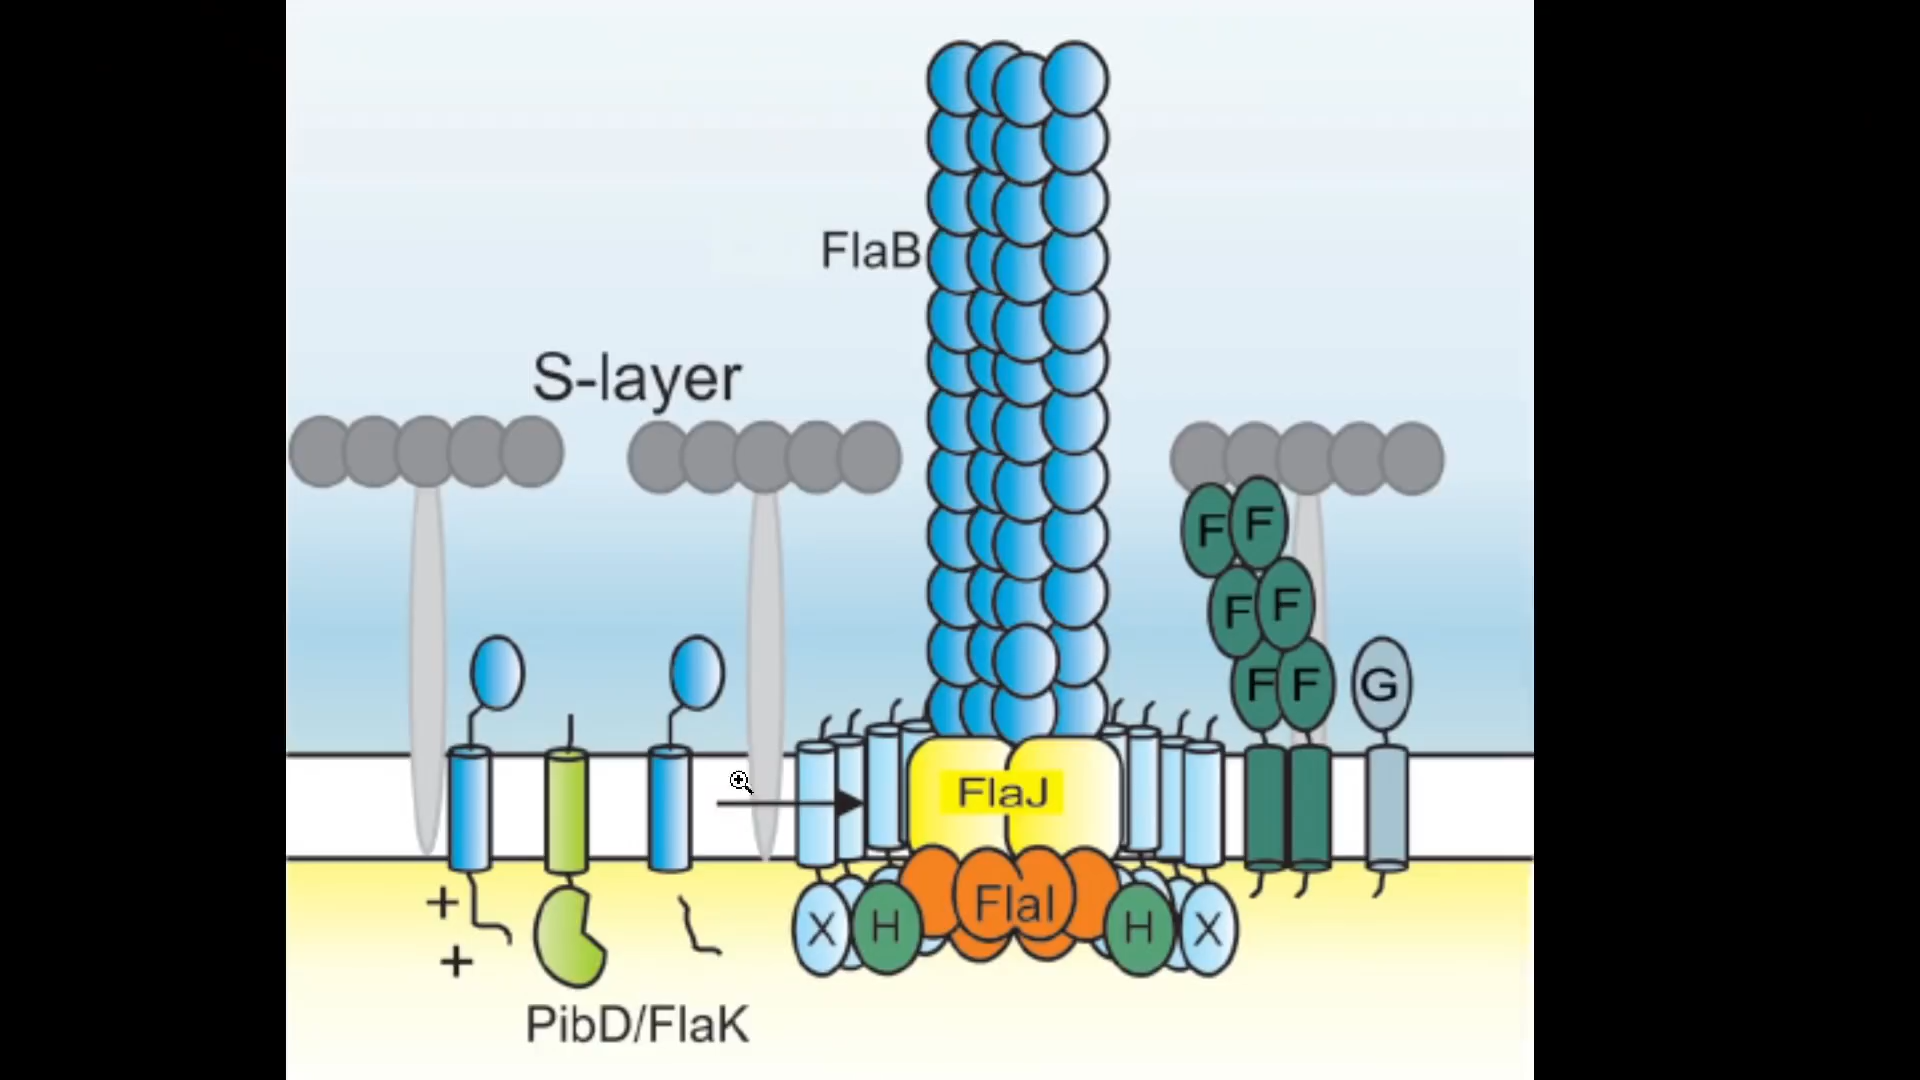 FlaB
S-layer
F F
F F
F F G
FlaJ
+
+
X H FlaI H X
PibD/FlaK